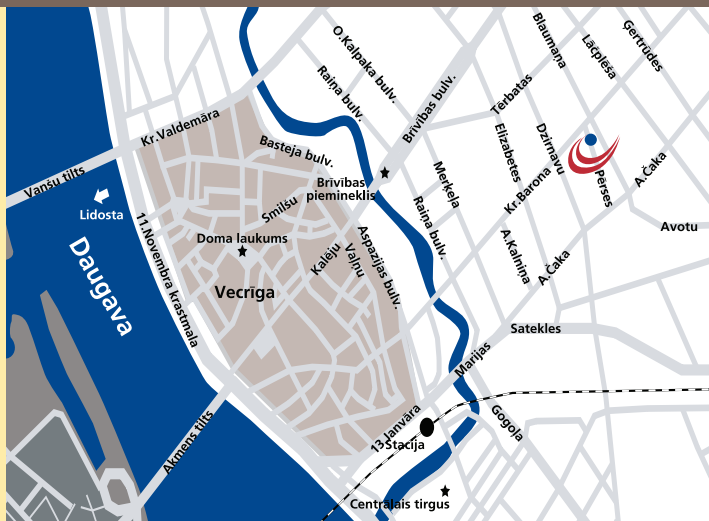 Blaumaņa
Lāčplēša
Ģertrūdes
O.Kalpaka bulv.
Raiņa bulv.
Brīvības bulv.
Tērbatas
Kr.Valdemāra
Basteja bulv.
Elizabetes
Dzirnavu
Pērses
A.Čaka
Vanšu tilts
Brīvības
piemineklis
Merķeļa
Kr.Barona
Lidosta
Smilšu
Raiņa bulv.
Avotu
11.Novembra krastmala
Doma laukums
Kalēju
Vaļņu
Aspazijas bulv.
A.Kalniņa
A.Čaka
Daugava
Vecrīga
Satekles
Marijas
Akmens tilts
13.Janvāra
Stacija
Gogoļa
Centrālais tirgus